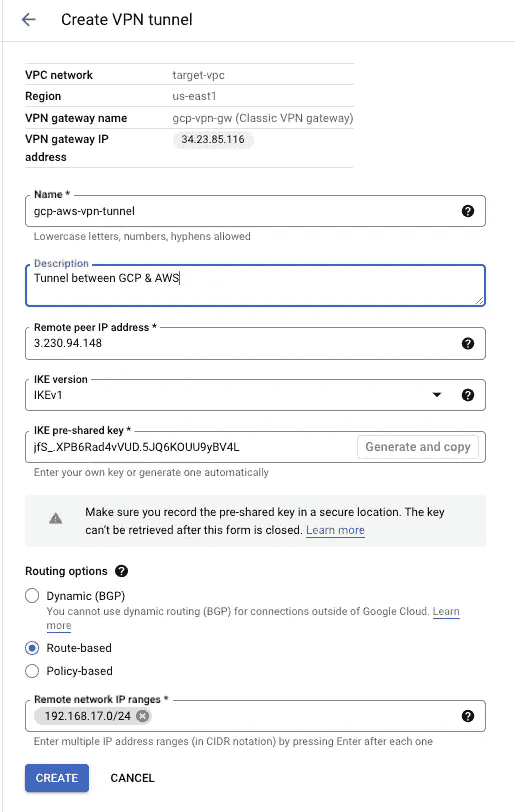 Create VPN tunnel
VPC network target-vpc
Region us-east1
VPN gateway name gcp-vpn-gw (Classic VPN gateway)
VPN gateway IP address 34.23.85.116
Name *
gcp-aws-vpn-tunnel
Lowercase letters, numbers, hyphens allowed
Description
Tunnel between GCP & AWS
Remote peer IP address *
3.230.94.148
IKE version
IKEv1
IKE pre-shared key *
jfS_.XPB6Rad4vVUD.5JQ6KOUU9yBV4L Generate and copy
Enter your own key or generate one automatically
Make sure you record the pre-shared key in a secure location. The key
can't be retrieved after this form is closed. Learn more
Routing options
Dynamic (BGP)
You cannot use dynamic routing (BGP) for connections outside of Google Cloud. Learn
more
Route-based
Policy-based
Remote network IP ranges *
192.168.17.0/24
Enter multiple IP address ranges (in CIDR notation) by pressing Enter after each one
CREATE CANCEL